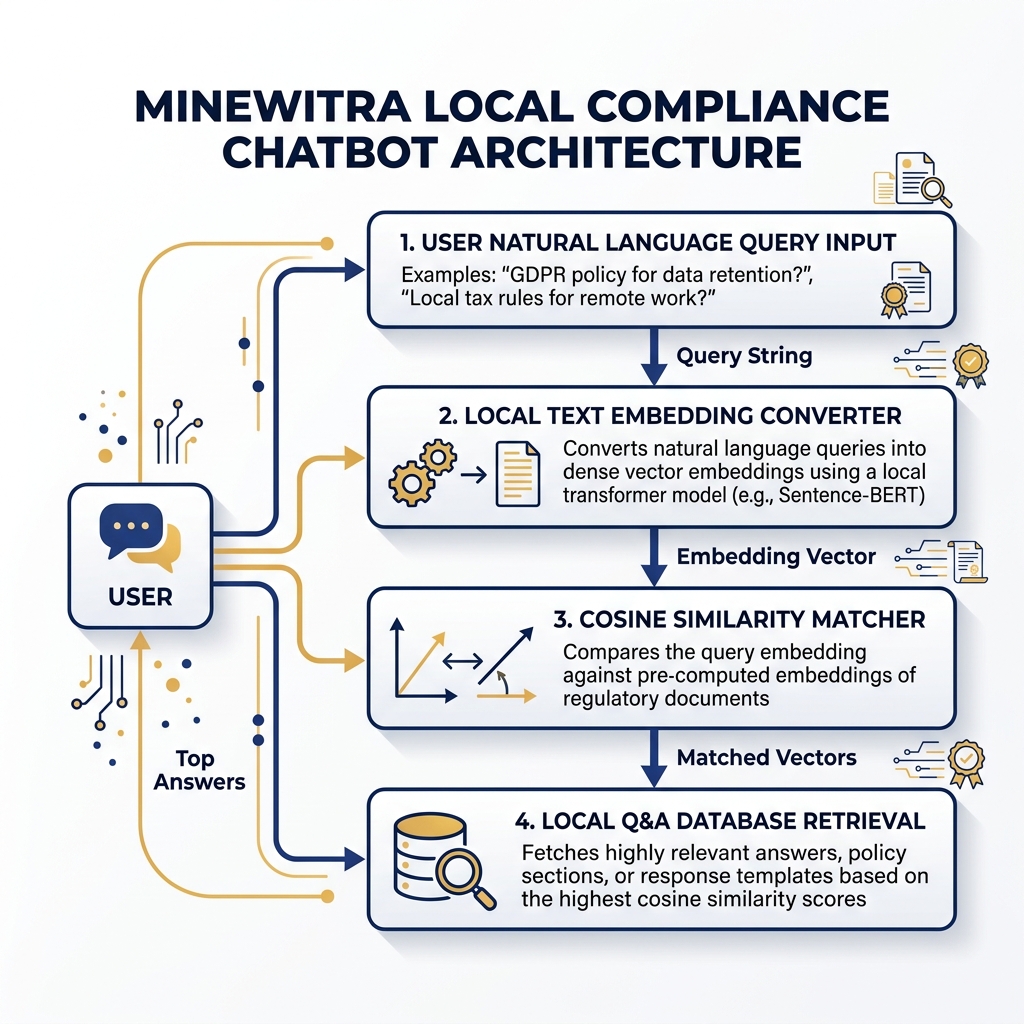 MINEWITRA LOCAL COMPLIANCE
CHATBOT ARCHITECTURE
1. USER NATURAL LANGUAGE QUERY INPUT
Examples: “GDPR policy for data retention?”,
“Local tax rules for remote work?”
Query String
2. LOCAL TEXT EMBEDDING CONVERTER
Converts natural language queries into
dense vector embeddings using a local
transformer model (e.g., Sentence-BERT)
USER
Embedding Vector
3. COSINE SIMILARITY MATCHER
Compares the query embedding
against pre-computed embeddings of
regulatory documents
Top
Answers
Matched Vectors
4. LOCAL Q&A DATABASE RETRIEVAL
Fetches highly relevant answers, policy
sections, or response templates based on
the highest cosine similarity scores